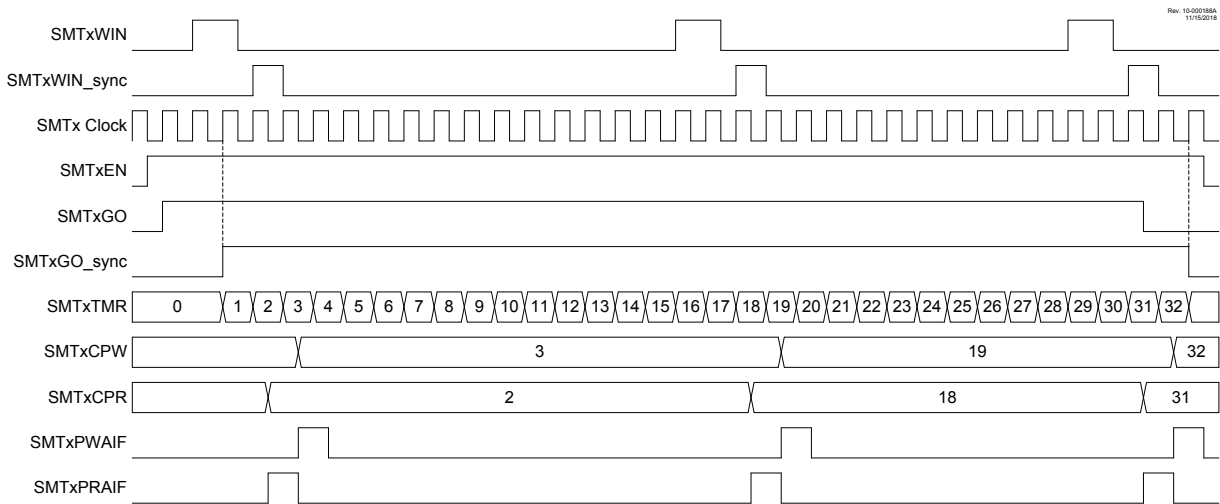 Rev. 10-000188A
11/15/2018
SMTxWIN
SMTxWIN_sync
SMTx Clock
SMTxEN
SMTxGO
SMTxGO_sync
SMTxTMR 0 1 2 3 4 5 6 7 8 9 10 11 12 13 14 15 16 17 18 19 20 21 22 23 24 25 26 27 28 29 30 31 32
SMTxCPW 3 19 32
SMTxCPR 2 18 31
SMTxPWAIF
SMTxPRAIF